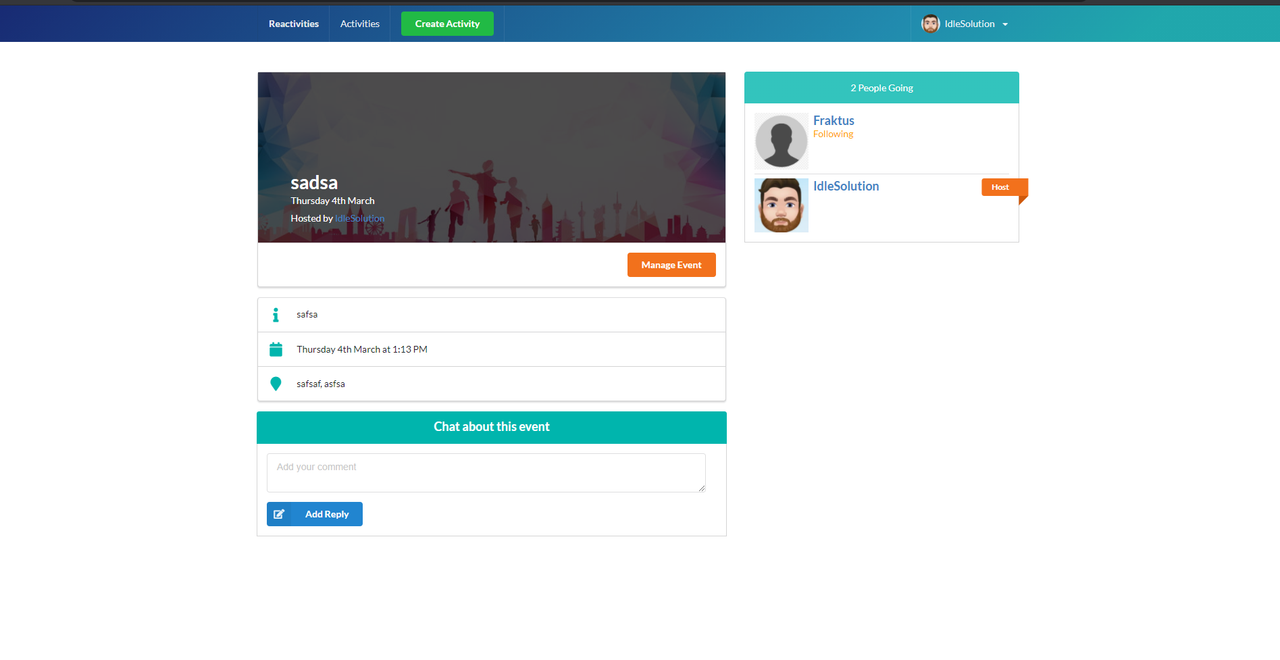 Reactivities
Activities
Create Activity
IdleSolution
sadsa
Thursday 4th March
Hosted by IdleSolution
Manage Event
safsa
Thursday 4th March at 1:13 PM
safsaf, asfsa
Chat about this event
Add your comment
Add Reply
2 People Going
Fraktus
Following
IdleSolution
Host